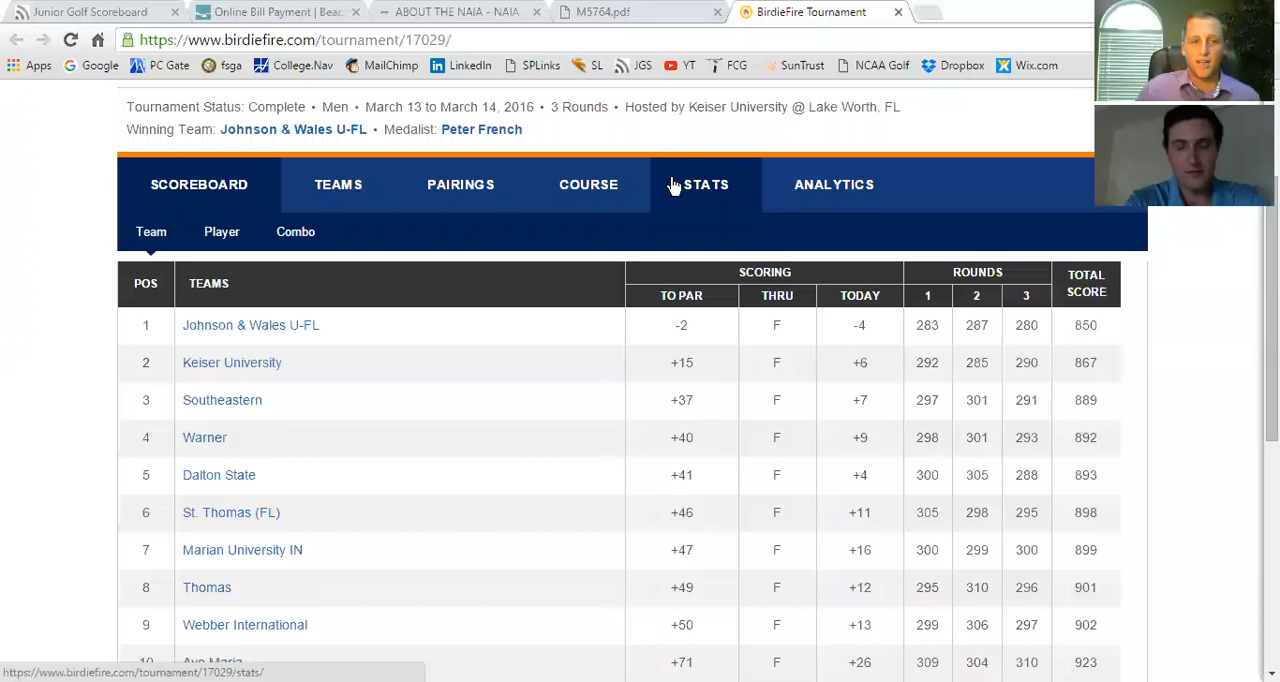 Junior Golf Scoreboard
Online Bill Payment | Beac
ABOUT THE NAIA - NAIA
M5764.pdf
BirdieFire Tournament
https://www.birdiefire.com/tournament/17029/
Apps Google PC Gate fsga College.Nw LinkedIn SPLinks SL JGS YT FCG SunTrust NCAA Golf Dropbox Wix.com
Tournament Status: Complete • Men • March 13 to March 14, 2016 • 3 Rounds • Hosted by Keiser University @ Lake Worth, FL
Winning Team: Johnson & Wales U-FL • Medalist: Peter French
SCOREBOARD TEAMS PAIRINGS COURSE STATS ANALYTICS
Team Player Combo
POS TEAMS SCORING ROUNDS TOTAL SCORE
TO PAR THRU TODAY 1 2 3
1 Johnson & Wales U-FL -2 F -4 283 287 280 850
2 Keiser University +15 F +6 292 285 290 867
3 Southeastern +37 F +7 297 301 291 889
4 Warner +40 F +9 298 301 293 892
5 Dalton State +41 F +4 300 305 288 893
6 St. Thomas (FL) +46 F +11 305 298 295 898
7 Marian University IN +47 F +16 300 299 300 899
8 Thomas +49 F +12 295 310 296 901
9 Webber International +50 F +13 299 306 297 902
10 Ave Maria +71 F +26 309 304 310 923
https://www.birdiefire.com/tournament/17029/stats/